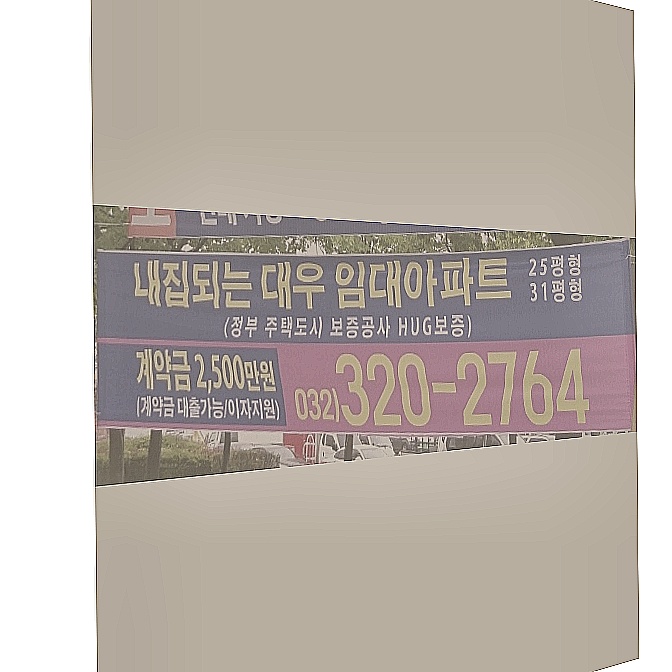 내집되는 대우 임대아파트 25평형
31평형
(정부 주택도시 보증공사 HUG보증)
계약금 2,500만원
(계약금 대출가능/이자지원)
032)320-2764